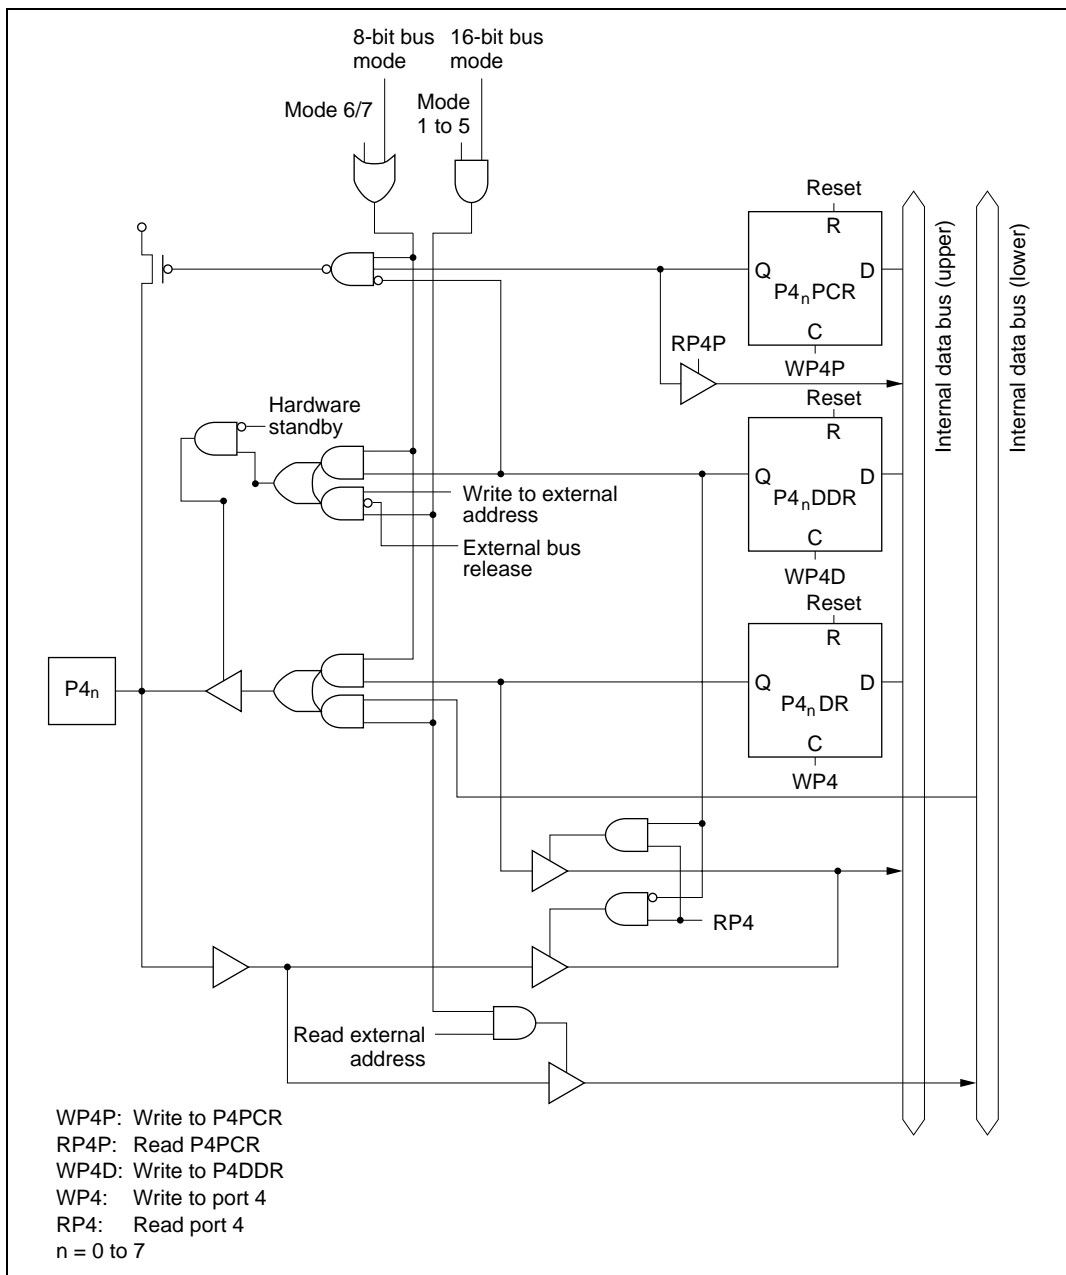 8-bit bus
mode
16-bit bus
mode
Mode 6/7
Mode
1 to 5
Reset
R
Q
D
P4nPCR
C
WP4P
RP4P
Internal data bus (upper)
Internal data bus (lower)
Hardware
standby
Reset
R
Q
D
P4nDDR
C
WP4D
Write to external
address
External bus
release
Reset
R
Q
D
P4nDR
C
WP4
P4n
RP4
Read external
address
WP4P: Write to P4PCR
RP4P: Read P4PCR
WP4D: Write to P4DDR
WP4: Write to port 4
RP4: Read port 4
n = 0 to 7